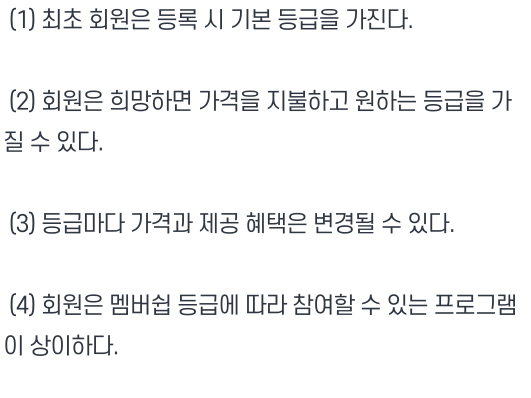 (1) 최초 회원은 등록 시 기본 등급을 가진다.
(2) 회원은 희망하면 가격을 지불하고 원하는 등급을 가
질 수 있다.
(3) 등급마다 가격과 제공 혜택은 변경될 수 있다.
(4) 회원은 멤버쉽 등급에 따라 참여할 수 있는 프로그램
이 상이하다.